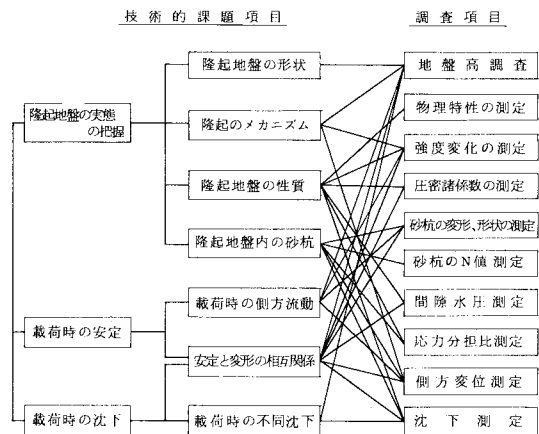 技術的課題項目
調査項目
隆起地盤の実態
の把握
載荷時の安定
載荷時の沈下
隆起地盤の形状
隆起のメカニズム
隆起地盤の性質
隆起地盤内の砂杭
載荷時の側方流動
安定と変形の相互関係
載荷時の不同沈下
地盤高調査
物理特性の測定
強度変化の測定
圧密諸係数の測定
砂杭の変形、形状の測定
砂杭のN値測定
間隙水圧測定
応力分担比測定
側方変位測定
沈下測定